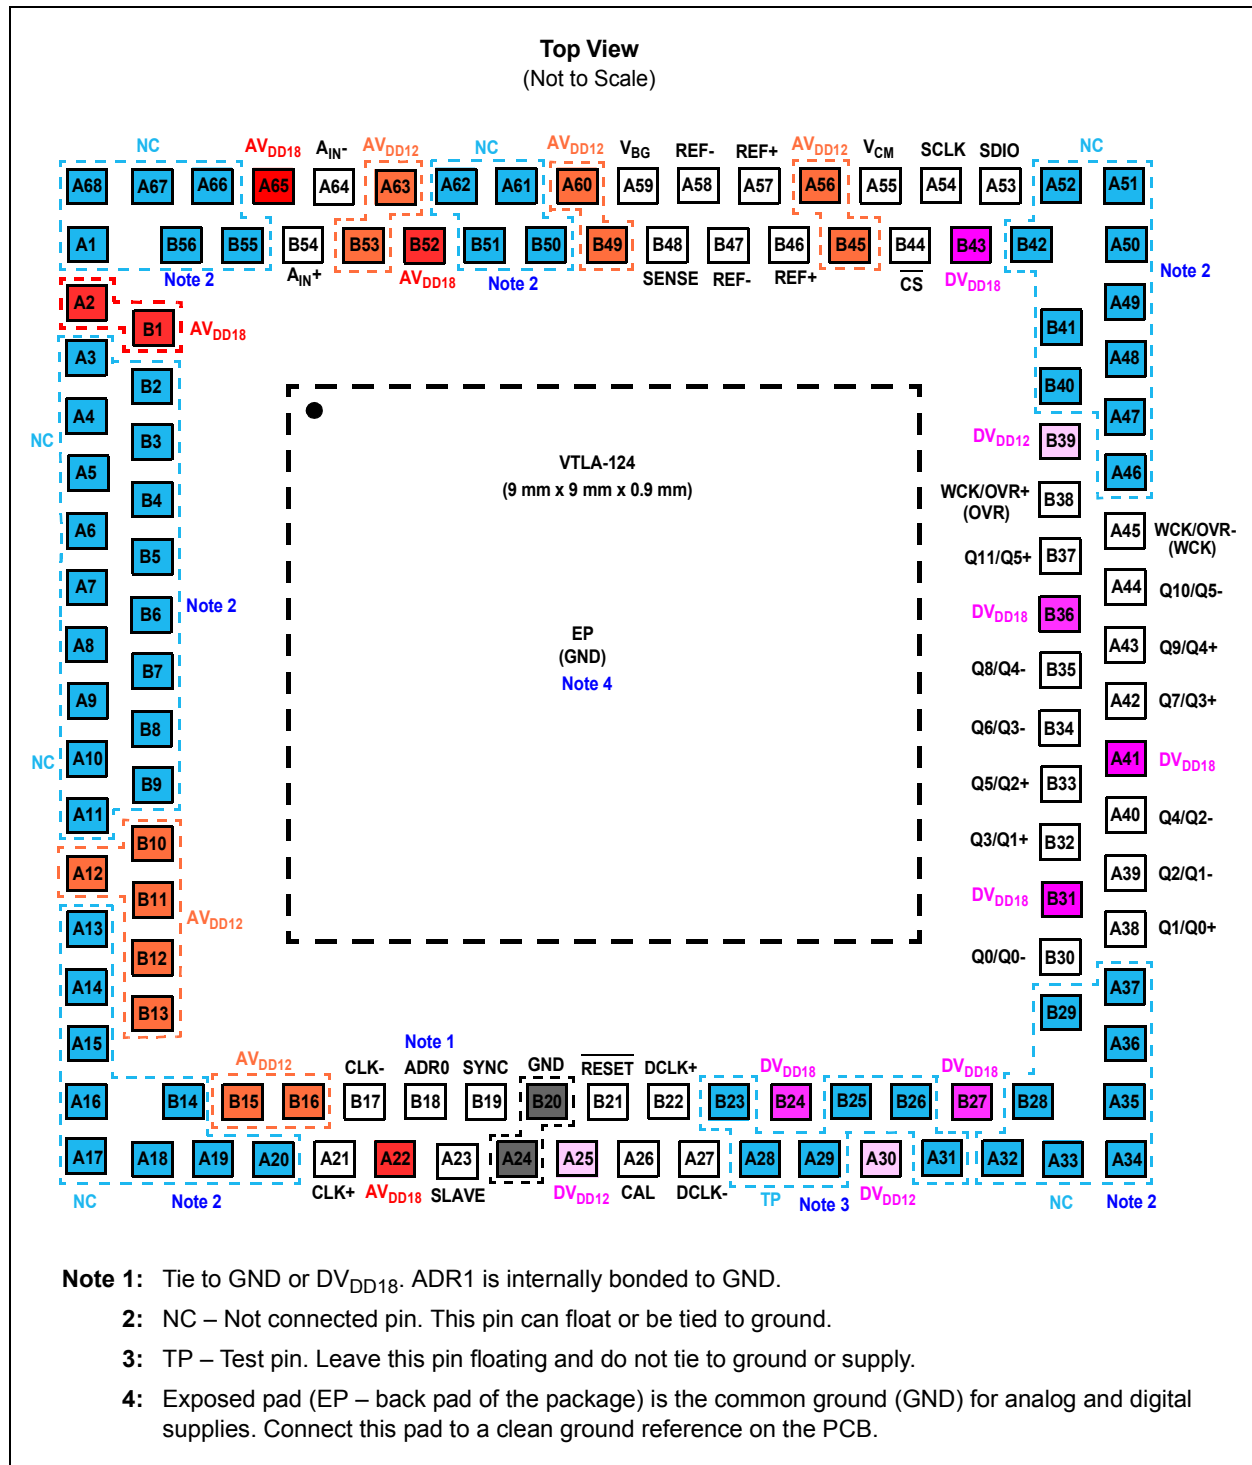 Top View
(Not to Scale)
NC AVDD18 AIN- AVDD12 NC AVDD12 VBG REF- REF+ AVDD12 VCM SCLK SDIO NC
A68 A67 A66 A65 A64 A63 A62 A61 A60 A59 A58 A57 A56 A55 A54 A53 A52 A51
A1 B56 B55 B54 B53 B52 B51 B50 B49 B48 B47 B46 B45 B44 B43 B42 A50
Note 2 AIN+ AVDD18 Note 2 SENSE REF- REF+ CS DVDD18 Note 2
A2 A49
B1 AVDD18 B41
A3 A48
B2 B40
A4 A47
NC B3 DVDD12 B39
A5 VTLA-124 A46
B4 (9 mm x 9 mm x 0.9 mm) WCK/OVR+ B38
(OVR)
A6 A45 WCK/OVR-
(WCK)
B5 Q11/Q5+ B37
A7 A44 Q10/Q5-
B6 Note 2 DVDD18 B36
A8 EP A43 Q9/Q4+
(GND)
B7 Q8/Q4- B35
Note 4
A9 A42 Q7/Q3+
B8 Q6/Q3- B34
NC A10 A41 DVDD18
B9 Q5/Q2+ B33
A11 A40 Q4/Q2-
B10 Q3/Q1+ B32
A12 A39 Q2/Q1-
B11 AVDD12 DVDD18 B31
A13 A38 Q1/Q0+
B12 Q0/Q0- B30
A14 A37
B13 B29
A15 A36
Note 1
AVDD12 CLK- ADR0 SYNC GND RESET DCLK+ DVDD18 DVDD18
A16 B14 B15 B16 B17 B18 B19 B20 B21 B22 B23 B24 B25 B26 B27 B28 A35
A17 A18 A19 A20 A21 A22 A23 A24 A25 A26 A27 A28 A29 A30 A31 A32 A33 A34
NC Note 2 CLK+ AVDD18 SLAVE DVDD12 CAL DCLK- TP Note 3 DVDD12 NC Note 2
Note 1: Tie to GND or DVDD18. ADR1 is internally bonded to GND.
2: NC – Not connected pin. This pin can float or be tied to ground.
3: TP – Test pin. Leave this pin floating and do not tie to ground or supply.
4: Exposed pad (EP – back pad of the package) is the common ground (GND) for analog and digital
supplies. Connect this pad to a clean ground reference on the PCB.